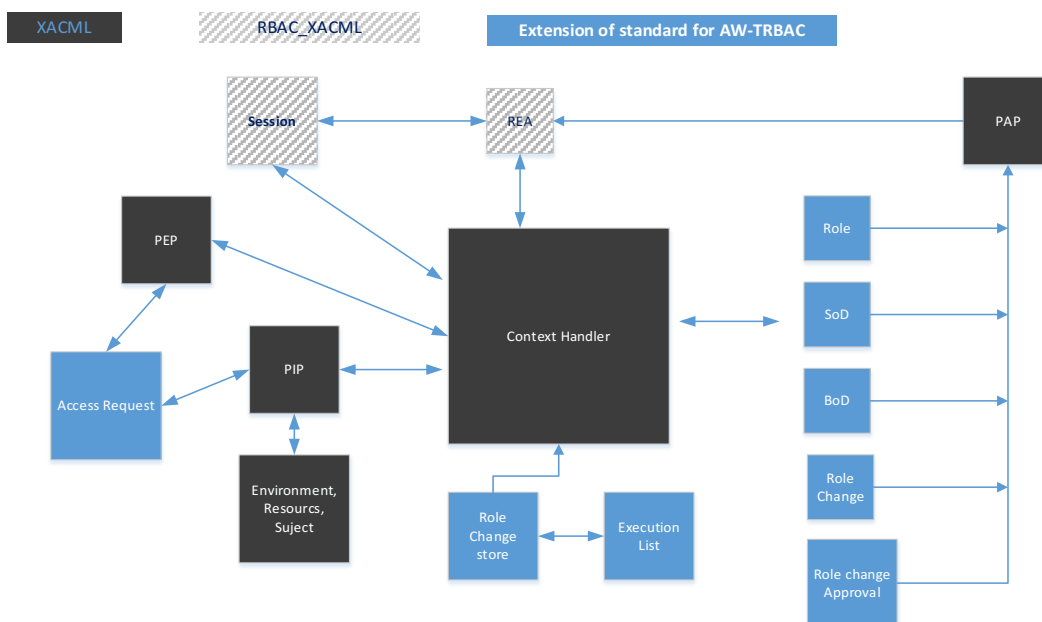 XACML
RBAC_XACML
Extension of standard for AW-TRBAC
Session
REA
PAP
PEP
Role
Context Handler
SoD
Access Request
PIP
BoD
Environment,
Resourcs,
Suject
Role
Change
store
Execution
List
Role
Change
Role change
Approval